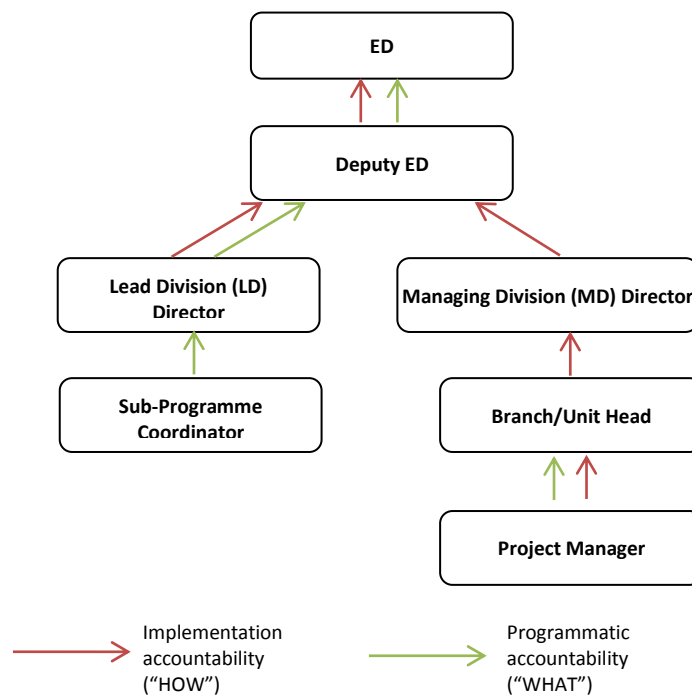 ED
Deputy ED
Lead Division (LD)
Director
Managing Division (MD) Director
Sub-Programme
Coordinator
Branch/Unit Head
Project Manager
Implementation
accountability
(“HOW”)
Programmatic
accountability
(“WHAT”)